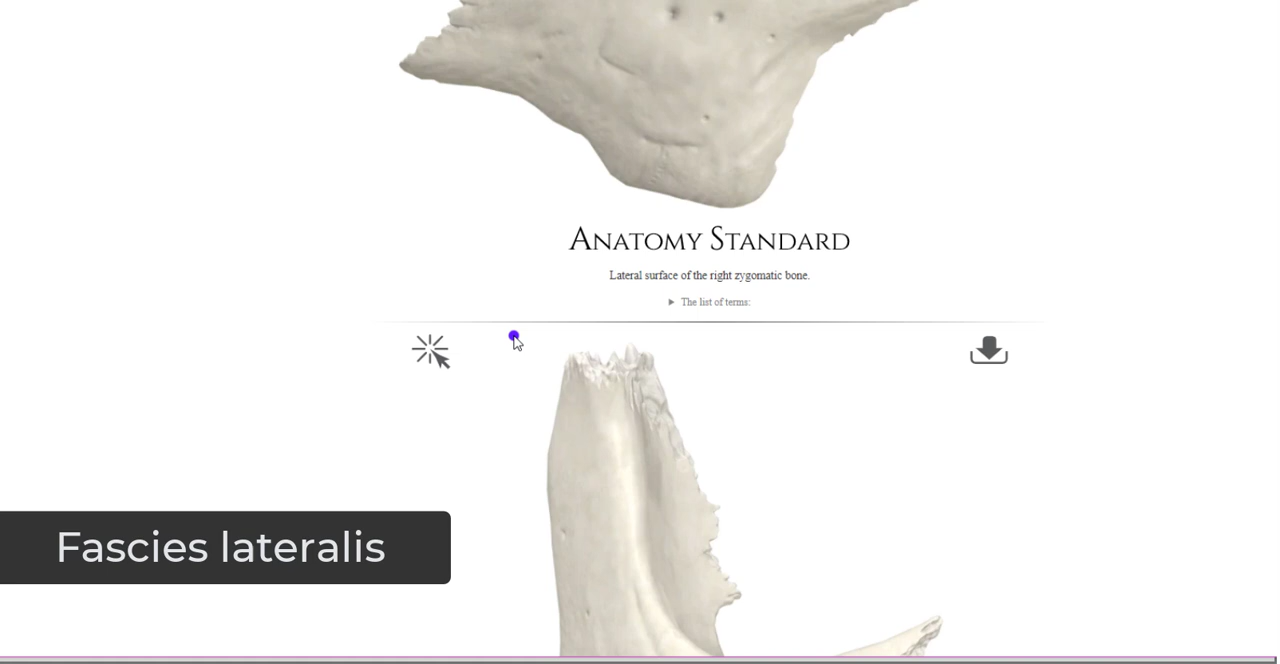 Anatomy Standard
Lateral surface of the right zygomatic bone.
▶ The list of terms:
Fascies lateralis